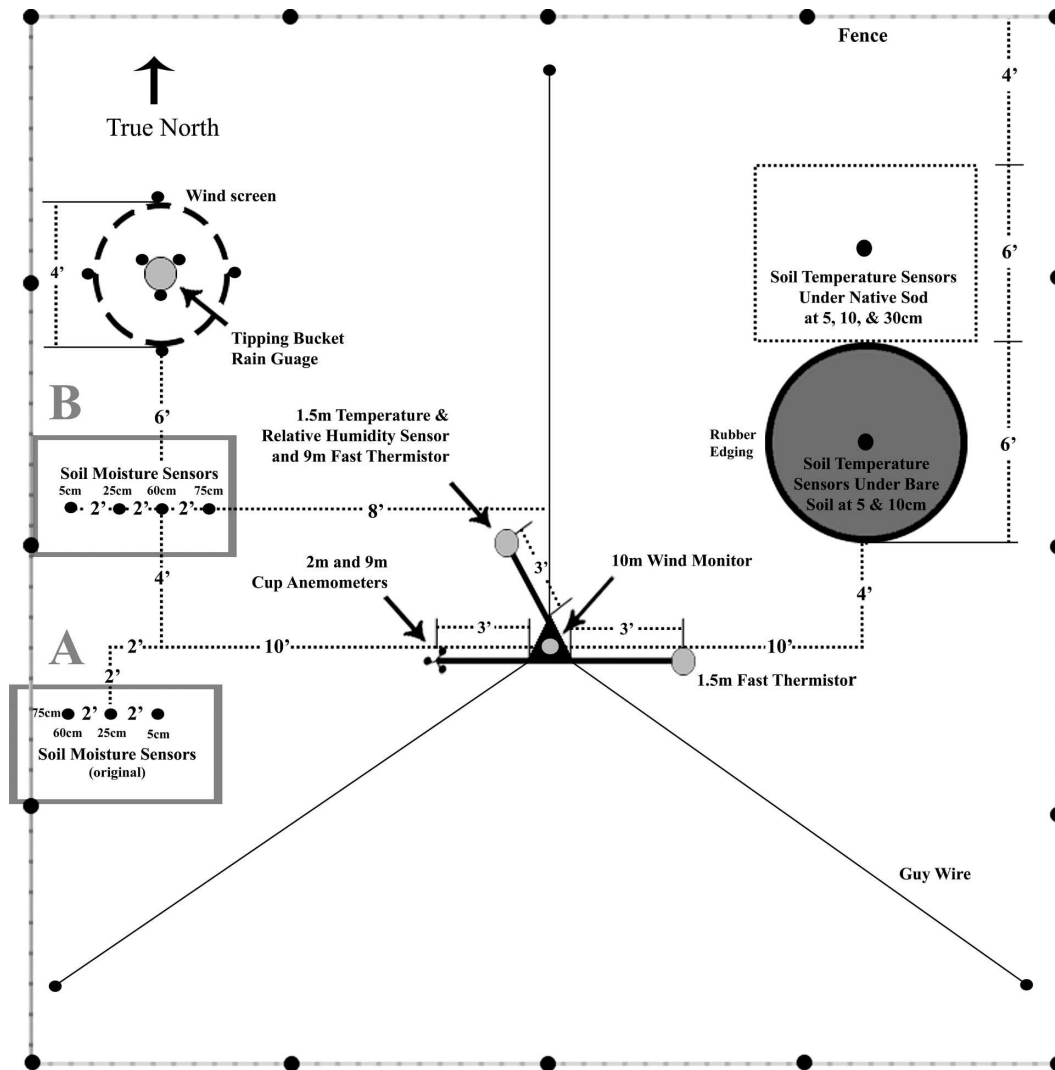 Fence
4’
True North
Wind screen
4’
6’
Soil Temperature Sensors
Under Native Sod
at 5, 10, & 30cm
Tipping Bucket
Rain Guage
B
6’
1.5m Temperature &
Relative Humidity Sensor
and 9m Fast Thermistor
Rubber
Edging
6’
Soil Temperature
Sensors Under Bare
Soil at 5 & 10cm
Soil Moisture Sensors
5cm 25cm 60cm 75cm
2’ 2’ 2’
8’
2m and 9m
Cup Anemometers
3’
10m Wind Monitor
4’
4’
3’
3’
A
2’
10’
10’
2’
1.5m Fast Thermistor
75cm 2’ 2’
60cm 25cm 5cm
Soil Moisture Sensors
(original)
Guy Wire